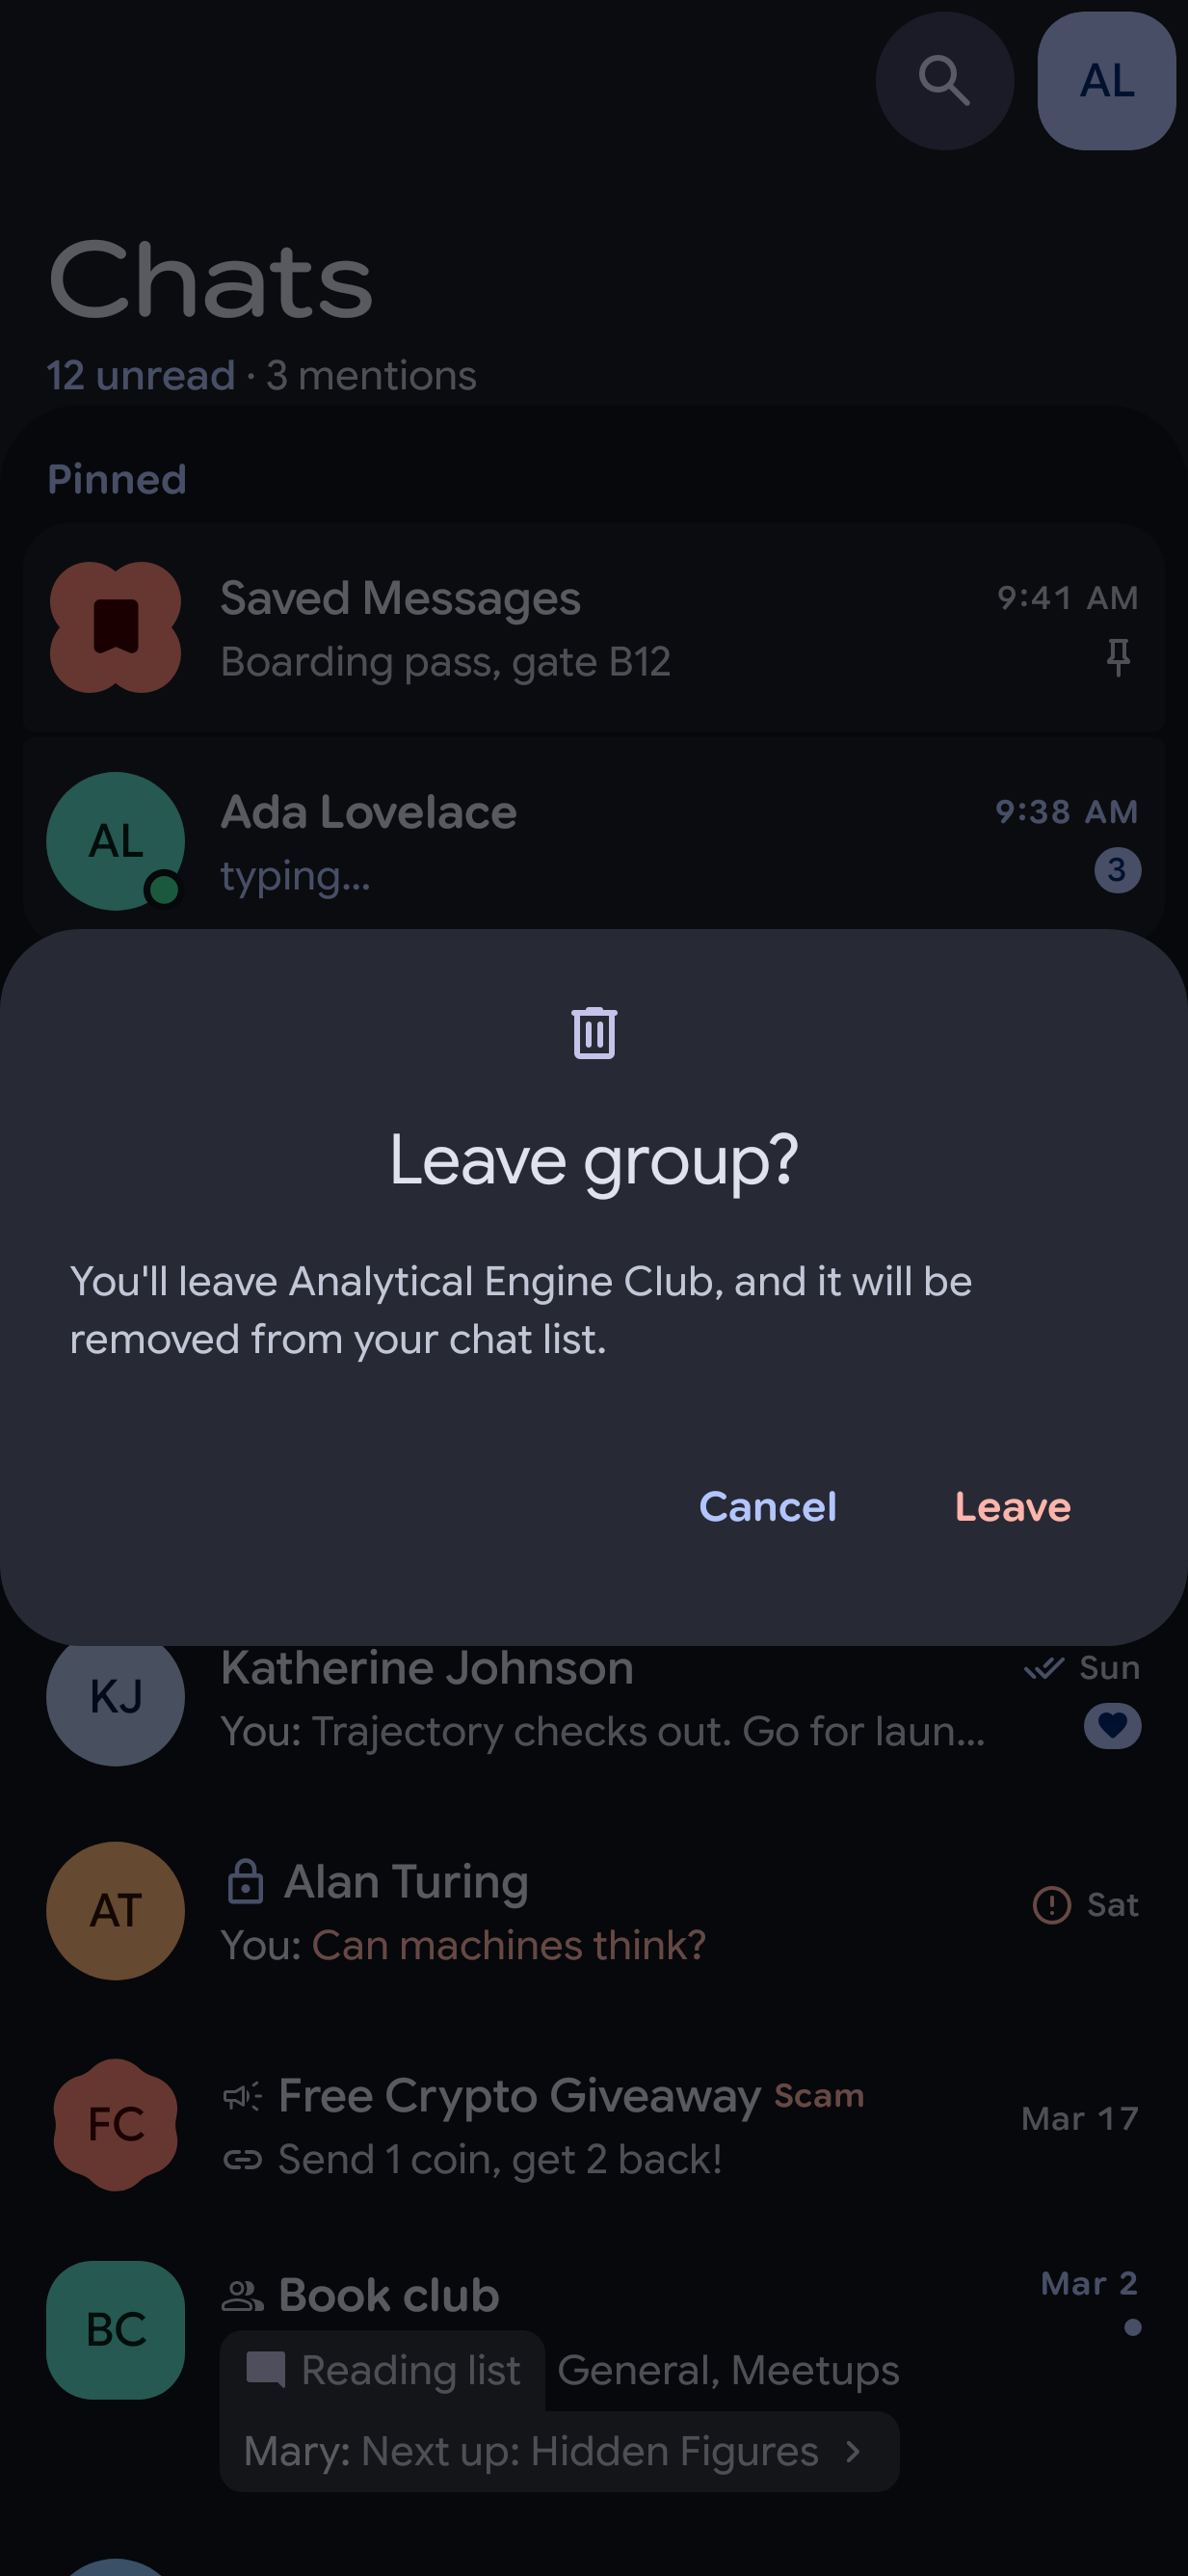 AL
Chats
12 unread · 3 mentions
Pinned
Saved Messages
9:41 AM
Boarding pass, gate B12
AL
Ada Lovelace
9:38 AM
typing...
3
Leave group?
You'll leave Analytical Engine Club, and it will be
removed from your chat list.
Cancel
Leave
KJ
Katherine Johnson
Sun
You: Trajectory checks out. Go for laun...
AT
Alan Turing
Sat
You: Can machines think?
FC
Free Crypto Giveaway Scam
Mar 17
Send 1 coin, get 2 back!
BC
Book club
Mar 2
Reading list General, Meetups
Mary: Next up: Hidden Figures